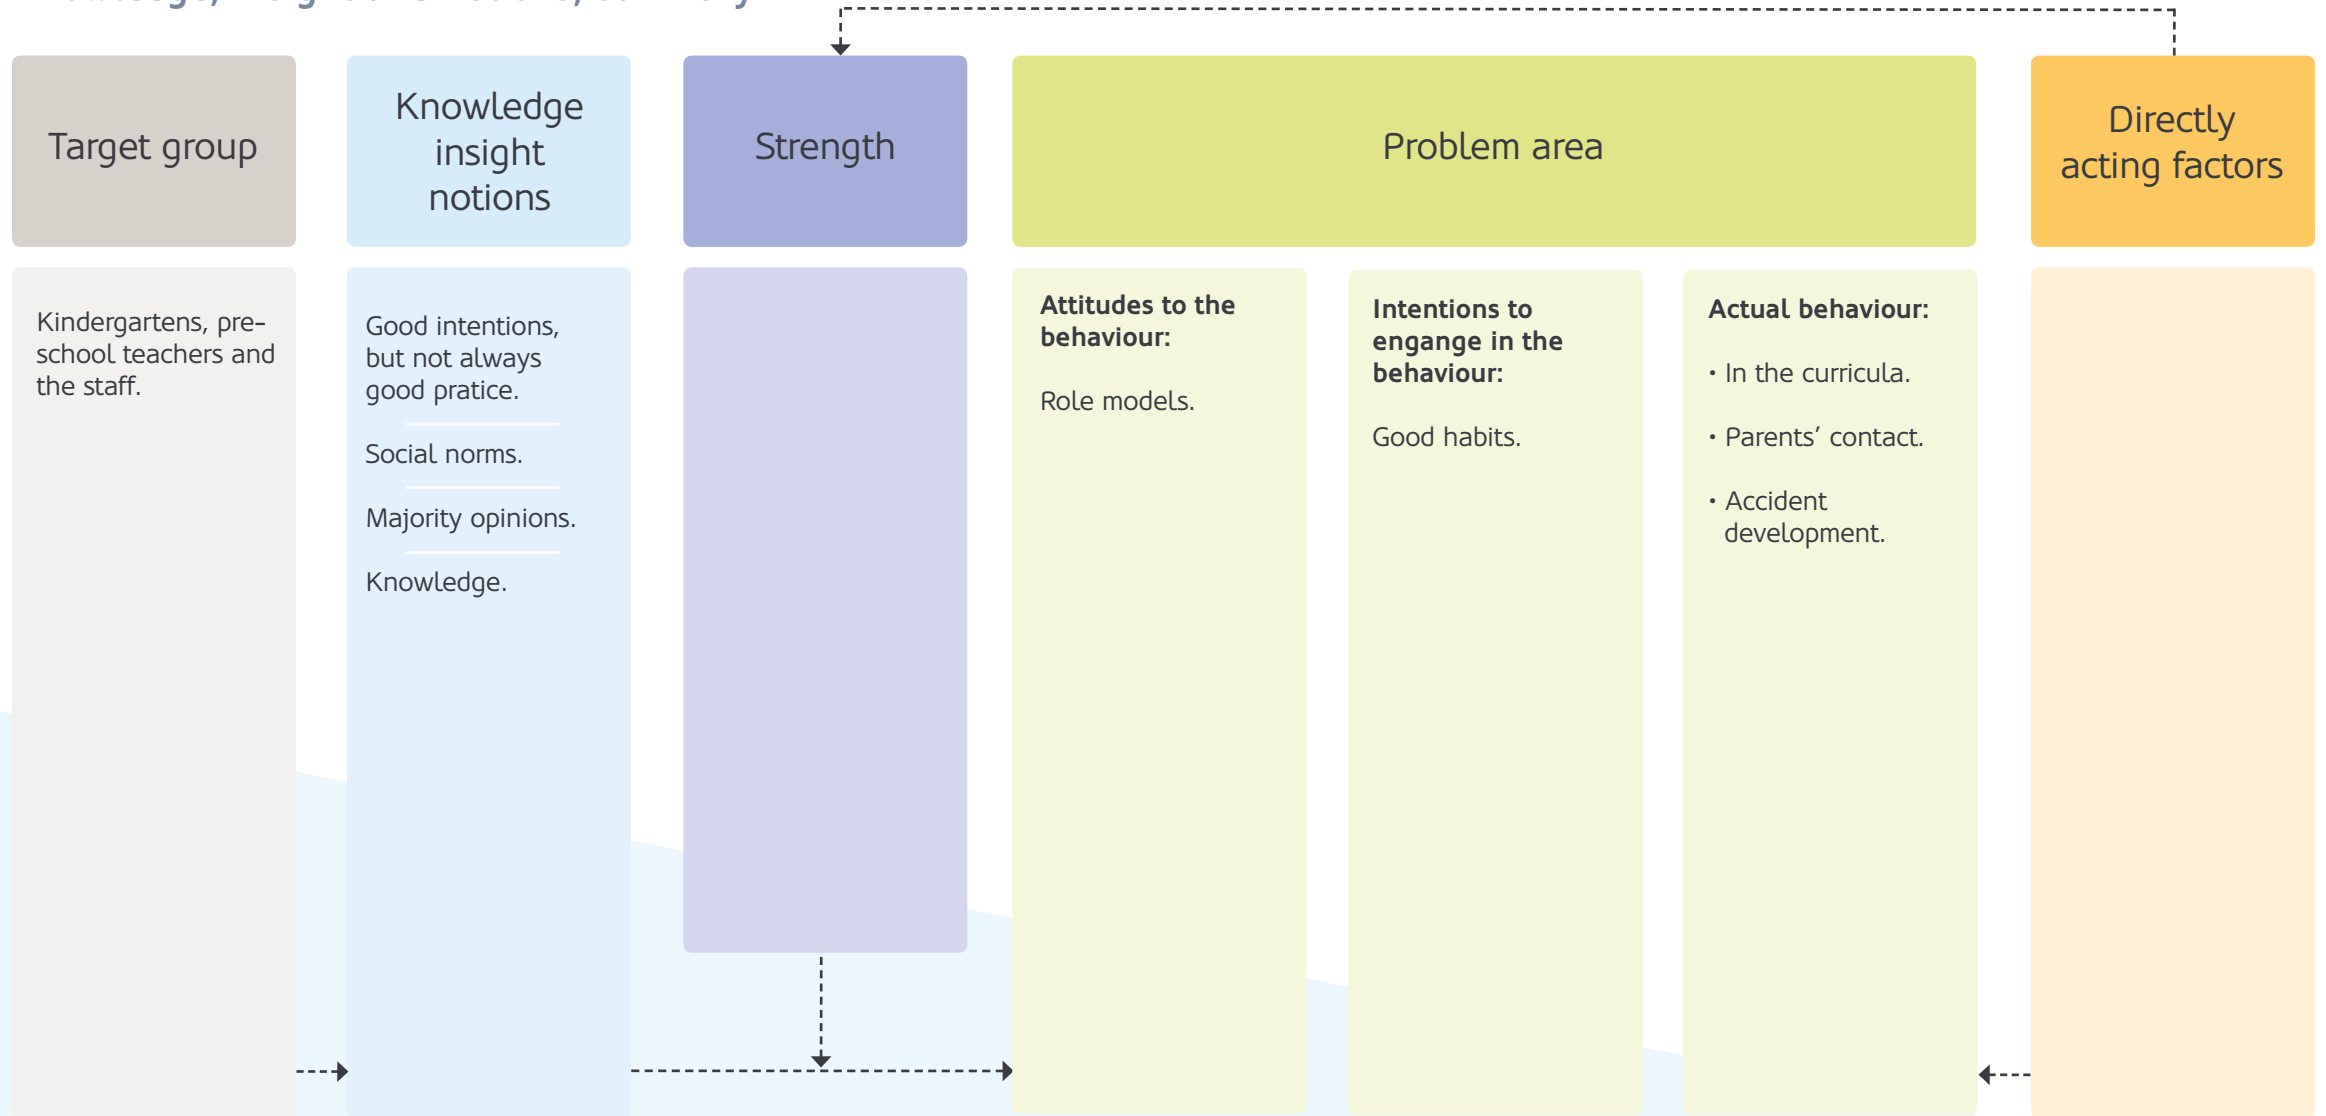 Target group
Knowledge
insight
notions
Strength
Problem area
Directly
acting factors
Kindergartens, pre-
school teachers and
the staff.
Good intentions,
but not always
good pratice.
Social norms.
Majority opinions.
Knowledge.
Attitudes to the
behaviour:
Role models.
Intentions to
engange in the
behaviour:
Good habits.
Actual behaviour:
• In the curricula.
• Parents’ contact.
• Accident
development.